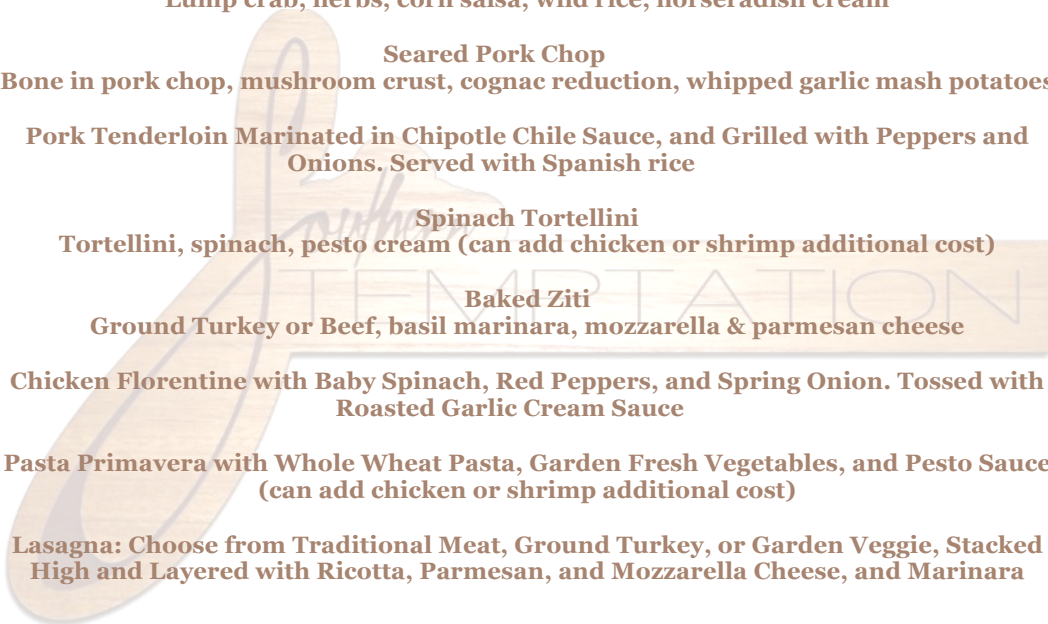 Lump crab, herbs, corn salsa, wild rice, horseradish cream
Seared Pork Chop
Bone in pork chop, mushroom crust, cognac reduction, whipped garlic mash potatoes
Pork Tenderloin Marinated in Chipotle Chile Sauce, and Grilled with Peppers and
Onions. Served with Spanish rice
Spinach Tortellini
Tortellini, spinach, pesto cream (can add chicken or shrimp additional cost)
Baked Ziti
Ground Turkey or Beef, basil marinara, mozzarella & parmesan cheese
Chicken Florentine with Baby Spinach, Red Peppers, and Spring Onion. Tossed with
Roasted Garlic Cream Sauce
Pasta Primavera with Whole Wheat Pasta, Garden Fresh Vegetables, and Pesto Sauce
(can add chicken or shrimp additional cost)
Lasagna: Choose from Traditional Meat, Ground Turkey, or Garden Veggie, Stacked
High and Layered with Ricotta, Parmesan, and Mozzarella Cheese, and Marinara
Southern
TEMPTATION